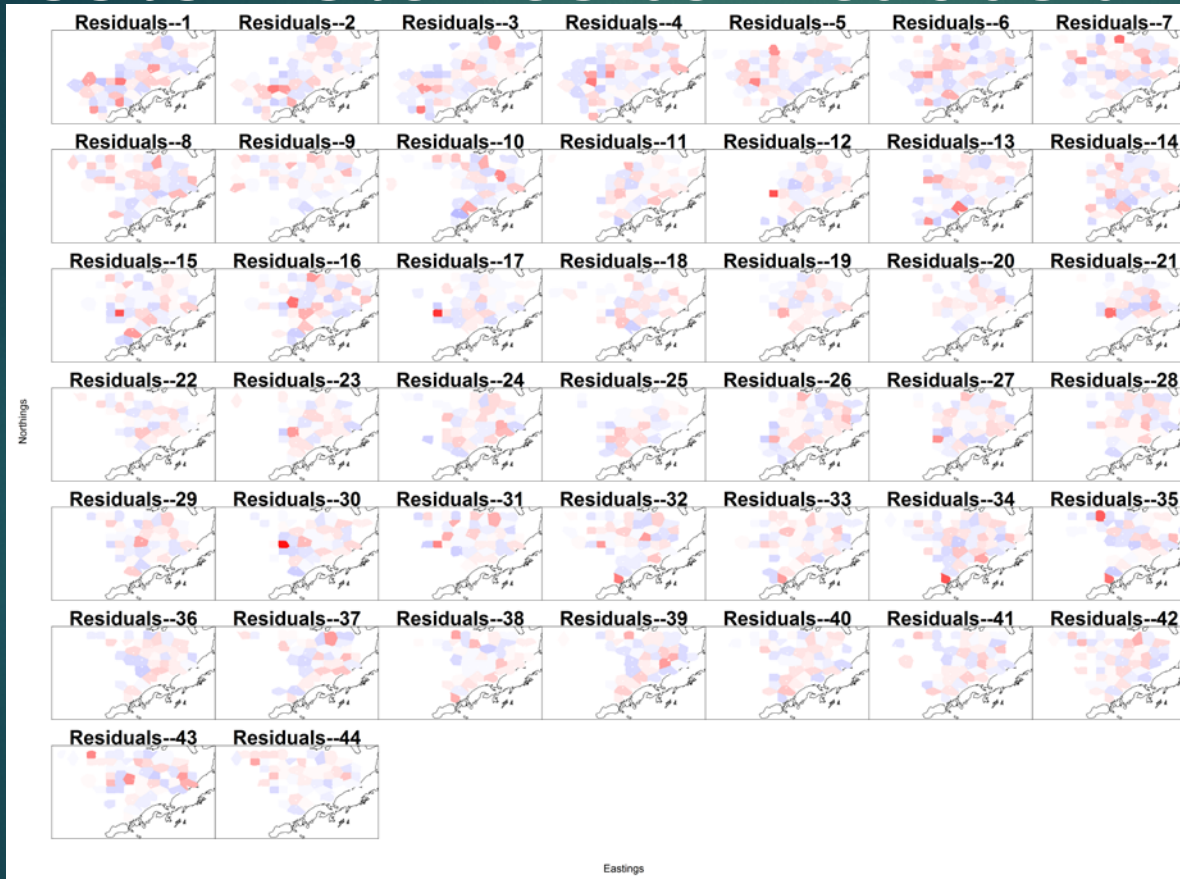 Residuals--1 Residuals--2 Residuals--3 Residuals--4 Residuals--5 Residuals--6 Residuals--7
Residuals--8 Residuals--9 Residuals--10 Residuals--11 Residuals--12 Residuals--13 Residuals--14
Residuals--15 Residuals--16 Residuals--17 Residuals--18 Residuals--19 Residuals--20 Residuals--21
Residuals--22 Residuals--23 Residuals--24 Residuals--25 Residuals--26 Residuals--27 Residuals--28
Northings
Residuals--29 Residuals--30 Residuals--31 Residuals--32 Residuals--33 Residuals--34 Residuals--35
Residuals--36 Residuals--37 Residuals--38 Residuals--39 Residuals--40 Residuals--41 Residuals--42
Residuals--43 Residuals--44
Eastings